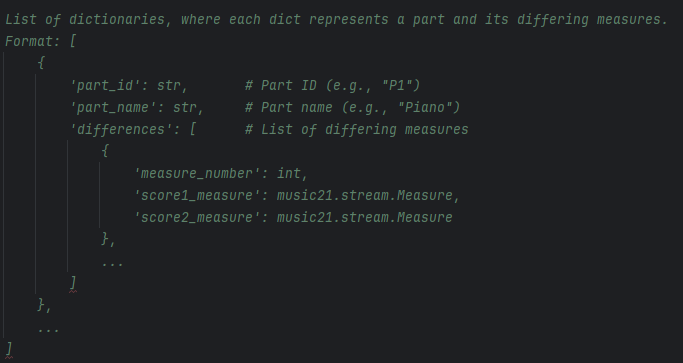 List of dictionaries, where each dict represents a part and its differing measures.
Format: [
    {
        'part_id': str,       # Part ID (e.g., "P1")
        'part_name': str,     # Part name (e.g., "Piano")
        'differences': [      # List of differing measures
            {
                'measure_number': int,
                'score1_measure': music21.stream.Measure,
                'score2_measure': music21.stream.Measure
            },
            ...
        ]
    },
    ...
]